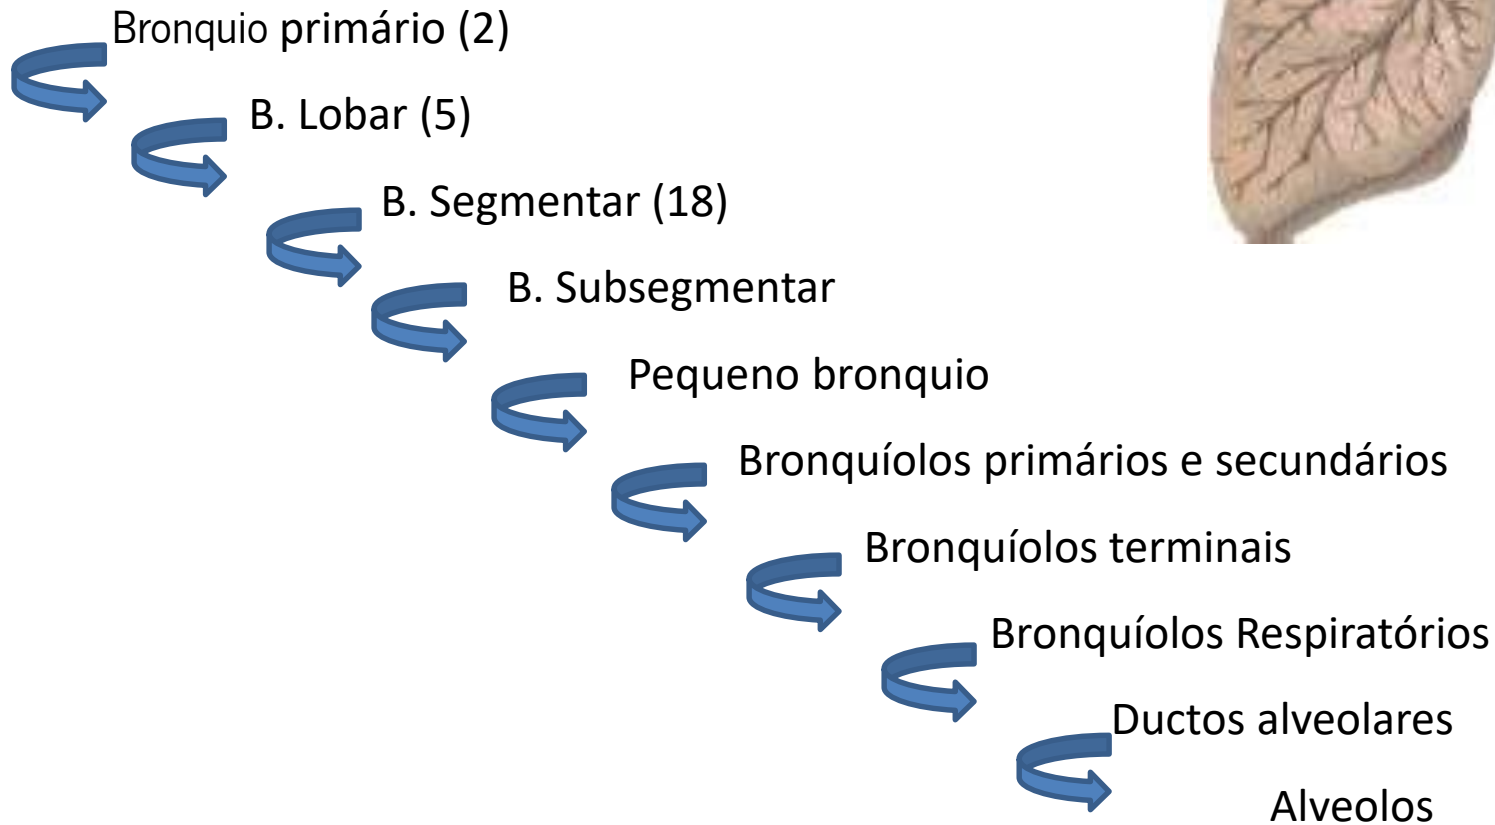 Bronquio primário (2)
B. Lobar (5)
B. Segmentar (18)
B. Subsegmentar
Pequeno bronquio
Bronquíolos primários e secundários
Bronquíolos terminais
Bronquíolos Respiratórios
Ductos alveolares
Alveolos